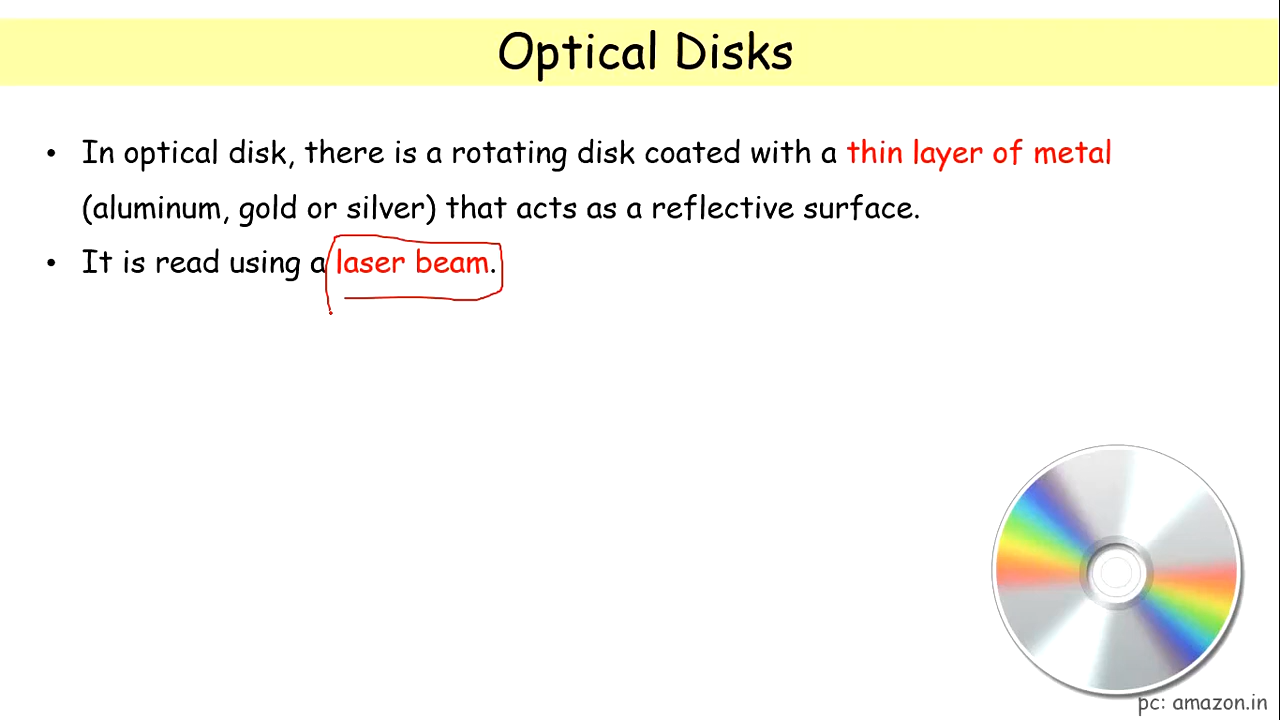 Optical Disks
• In optical disk, there is a rotating disk coated with a thin layer of metal
(aluminum, gold or silver) that acts as a reflective surface.
• It is read using a laser beam.
pc: amazon.in